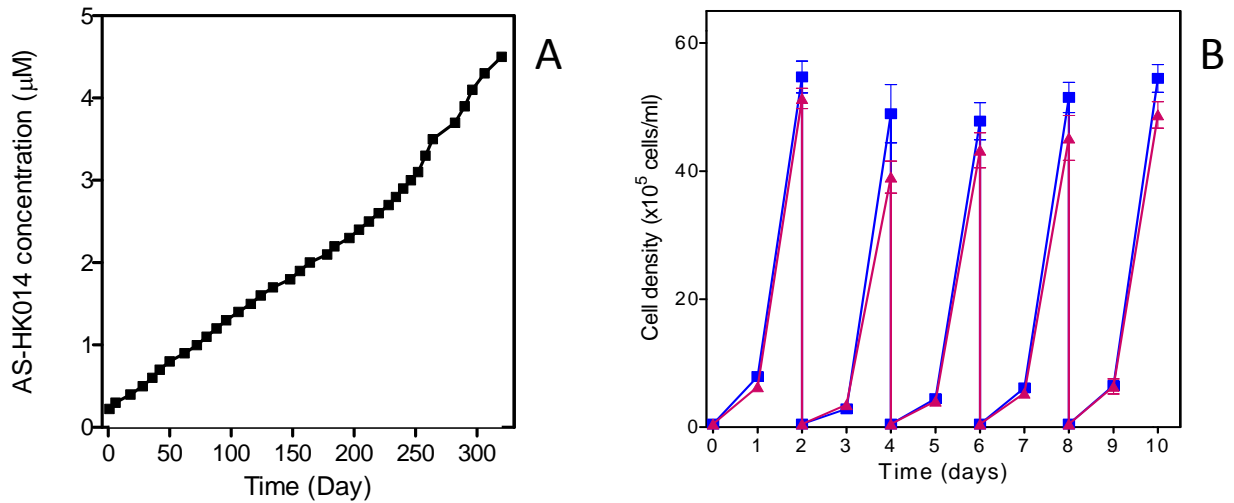 A
AS-HK014 concentration (μM)
5
4
3
2
1
0
0 50 100 150 200 250 300
Time (Day)
B
Cell density (x10⁵ cells/ml)
60
40
20
0
0 1 2 3 4 5 6 7 8 9 10
Time (days)